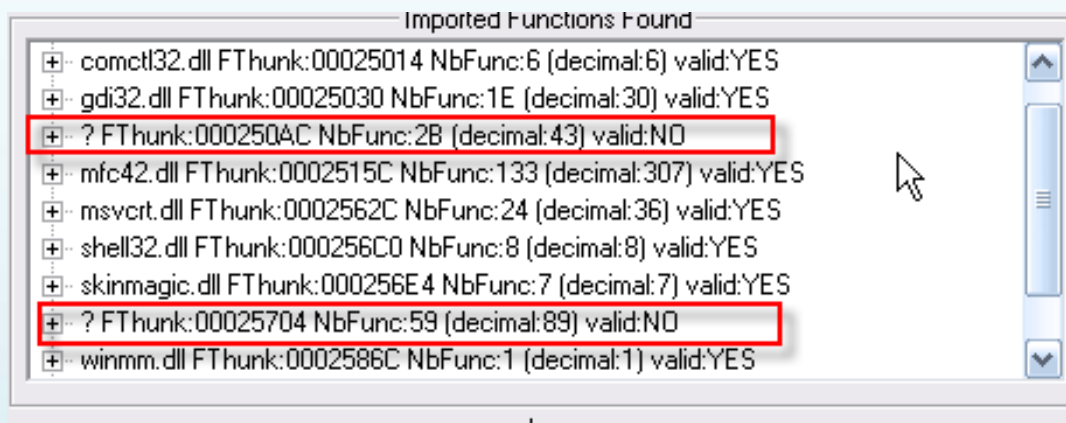 Imported Functions Found
comctl32.dll FThunk:00025014 NbFunc:6 (decimal:6) valid:YES
gdi32.dll FThunk:00025030 NbFunc:1E (decimal:30) valid:YES
? FThunk:000250AC NbFunc:2B (decimal:43) valid:NO
mfc42.dll FThunk:0002515C NbFunc:133 (decimal:307) valid:YES
msvcrt.dll FThunk:0002562C NbFunc:24 (decimal:36) valid:YES
shell32.dll FThunk:000256C0 NbFunc:8 (decimal:8) valid:YES
skinmagic.dll FThunk:000256E4 NbFunc:7 (decimal:7) valid:YES
? FThunk:00025704 NbFunc:59 (decimal:89) valid:NO
winmm.dll FThunk:0002586C NbFunc:1 (decimal:1) valid:YES